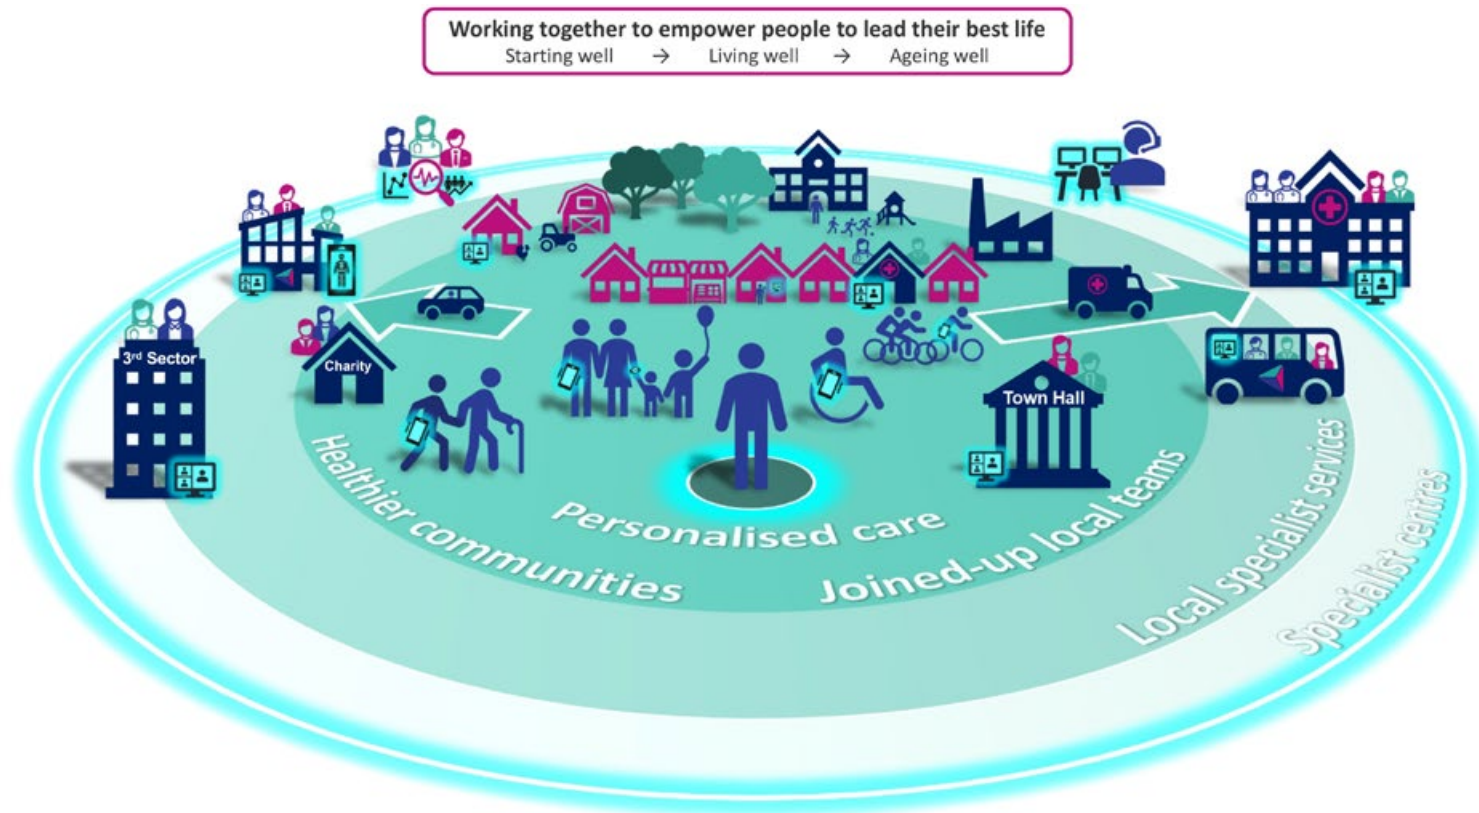 Working together to empower people to lead their best life
Starting well → Living well → Ageing well
3rd Sector
Charity
Town Hall
Personalised care
Healthier communities
Joined-up local teams
Local specialist services
Specialist centres